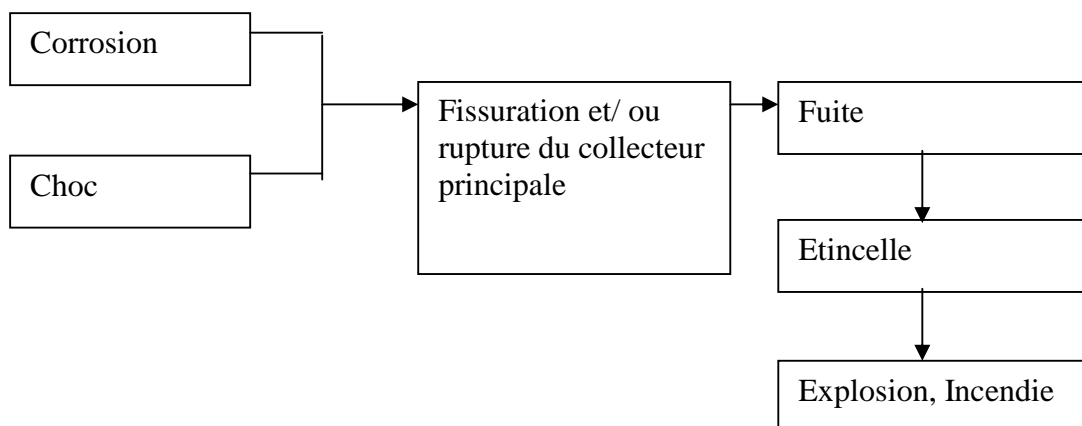 Corrosion
Choc
Fissuration et/ ou
rupture du collecteur
principale
Fuite
Etincelle
Explosion, Incendie